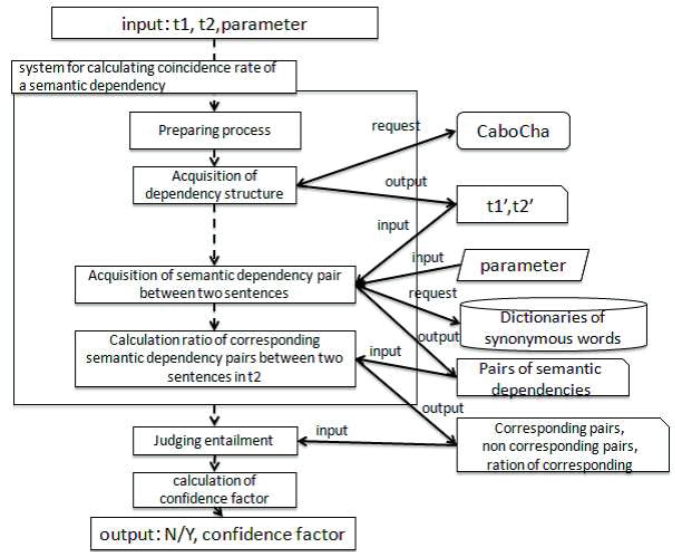 input: t1, t2,parameter
system for calculating coincidence rate of
a semantic dependency
Preparing process
request
CaboCha
Acquisition of
dependency structure
output
t1’,t2’
input
input
parameter
Acquisition of semantic dependency pair
between two sentences
request
Dictionaries of
synonymous words
output
Calculation ratio of corresponding
semantic dependency pairs between two
sentences in t2
input
Pairs of semantic
dependencies
output
Corresponding pairs,
non corresponding pairs,
ration of corresponding
input
Judging entailment
calculation of
confidence factor
output: N/Y, confidence factor